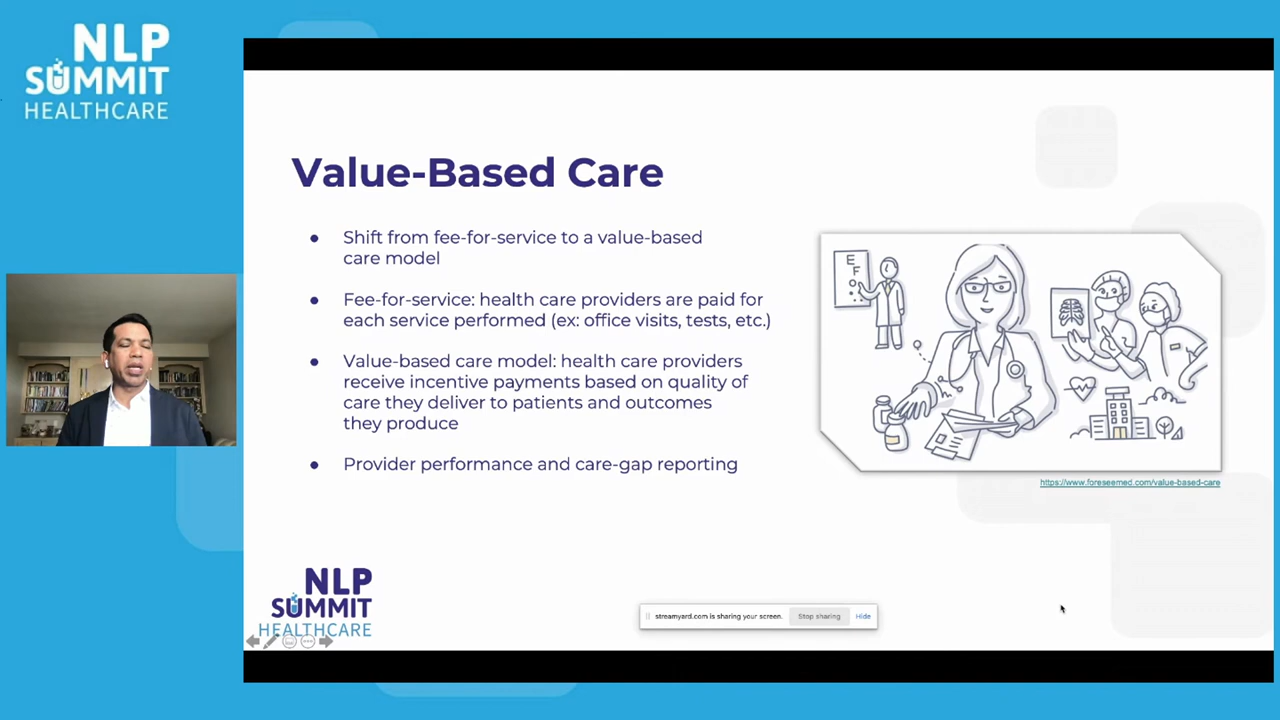 NLP
SUMMIT
HEALTHCARE
Value-Based Care
● Shift from fee-for-service to a value-based
care model
● Fee-for-service: health care providers are paid for
each service performed (ex: office visits, tests, etc.)
● Value-based care model: health care providers
receive incentive payments based on quality of
care they deliver to patients and outcomes
they produce
● Provider performance and care-gap reporting
E
F
https://www.foreseemed.com/value-based-care
NLP
SUMMIT
HEALTHCARE
streamyard.com is sharing your screen. Stop sharing Hide